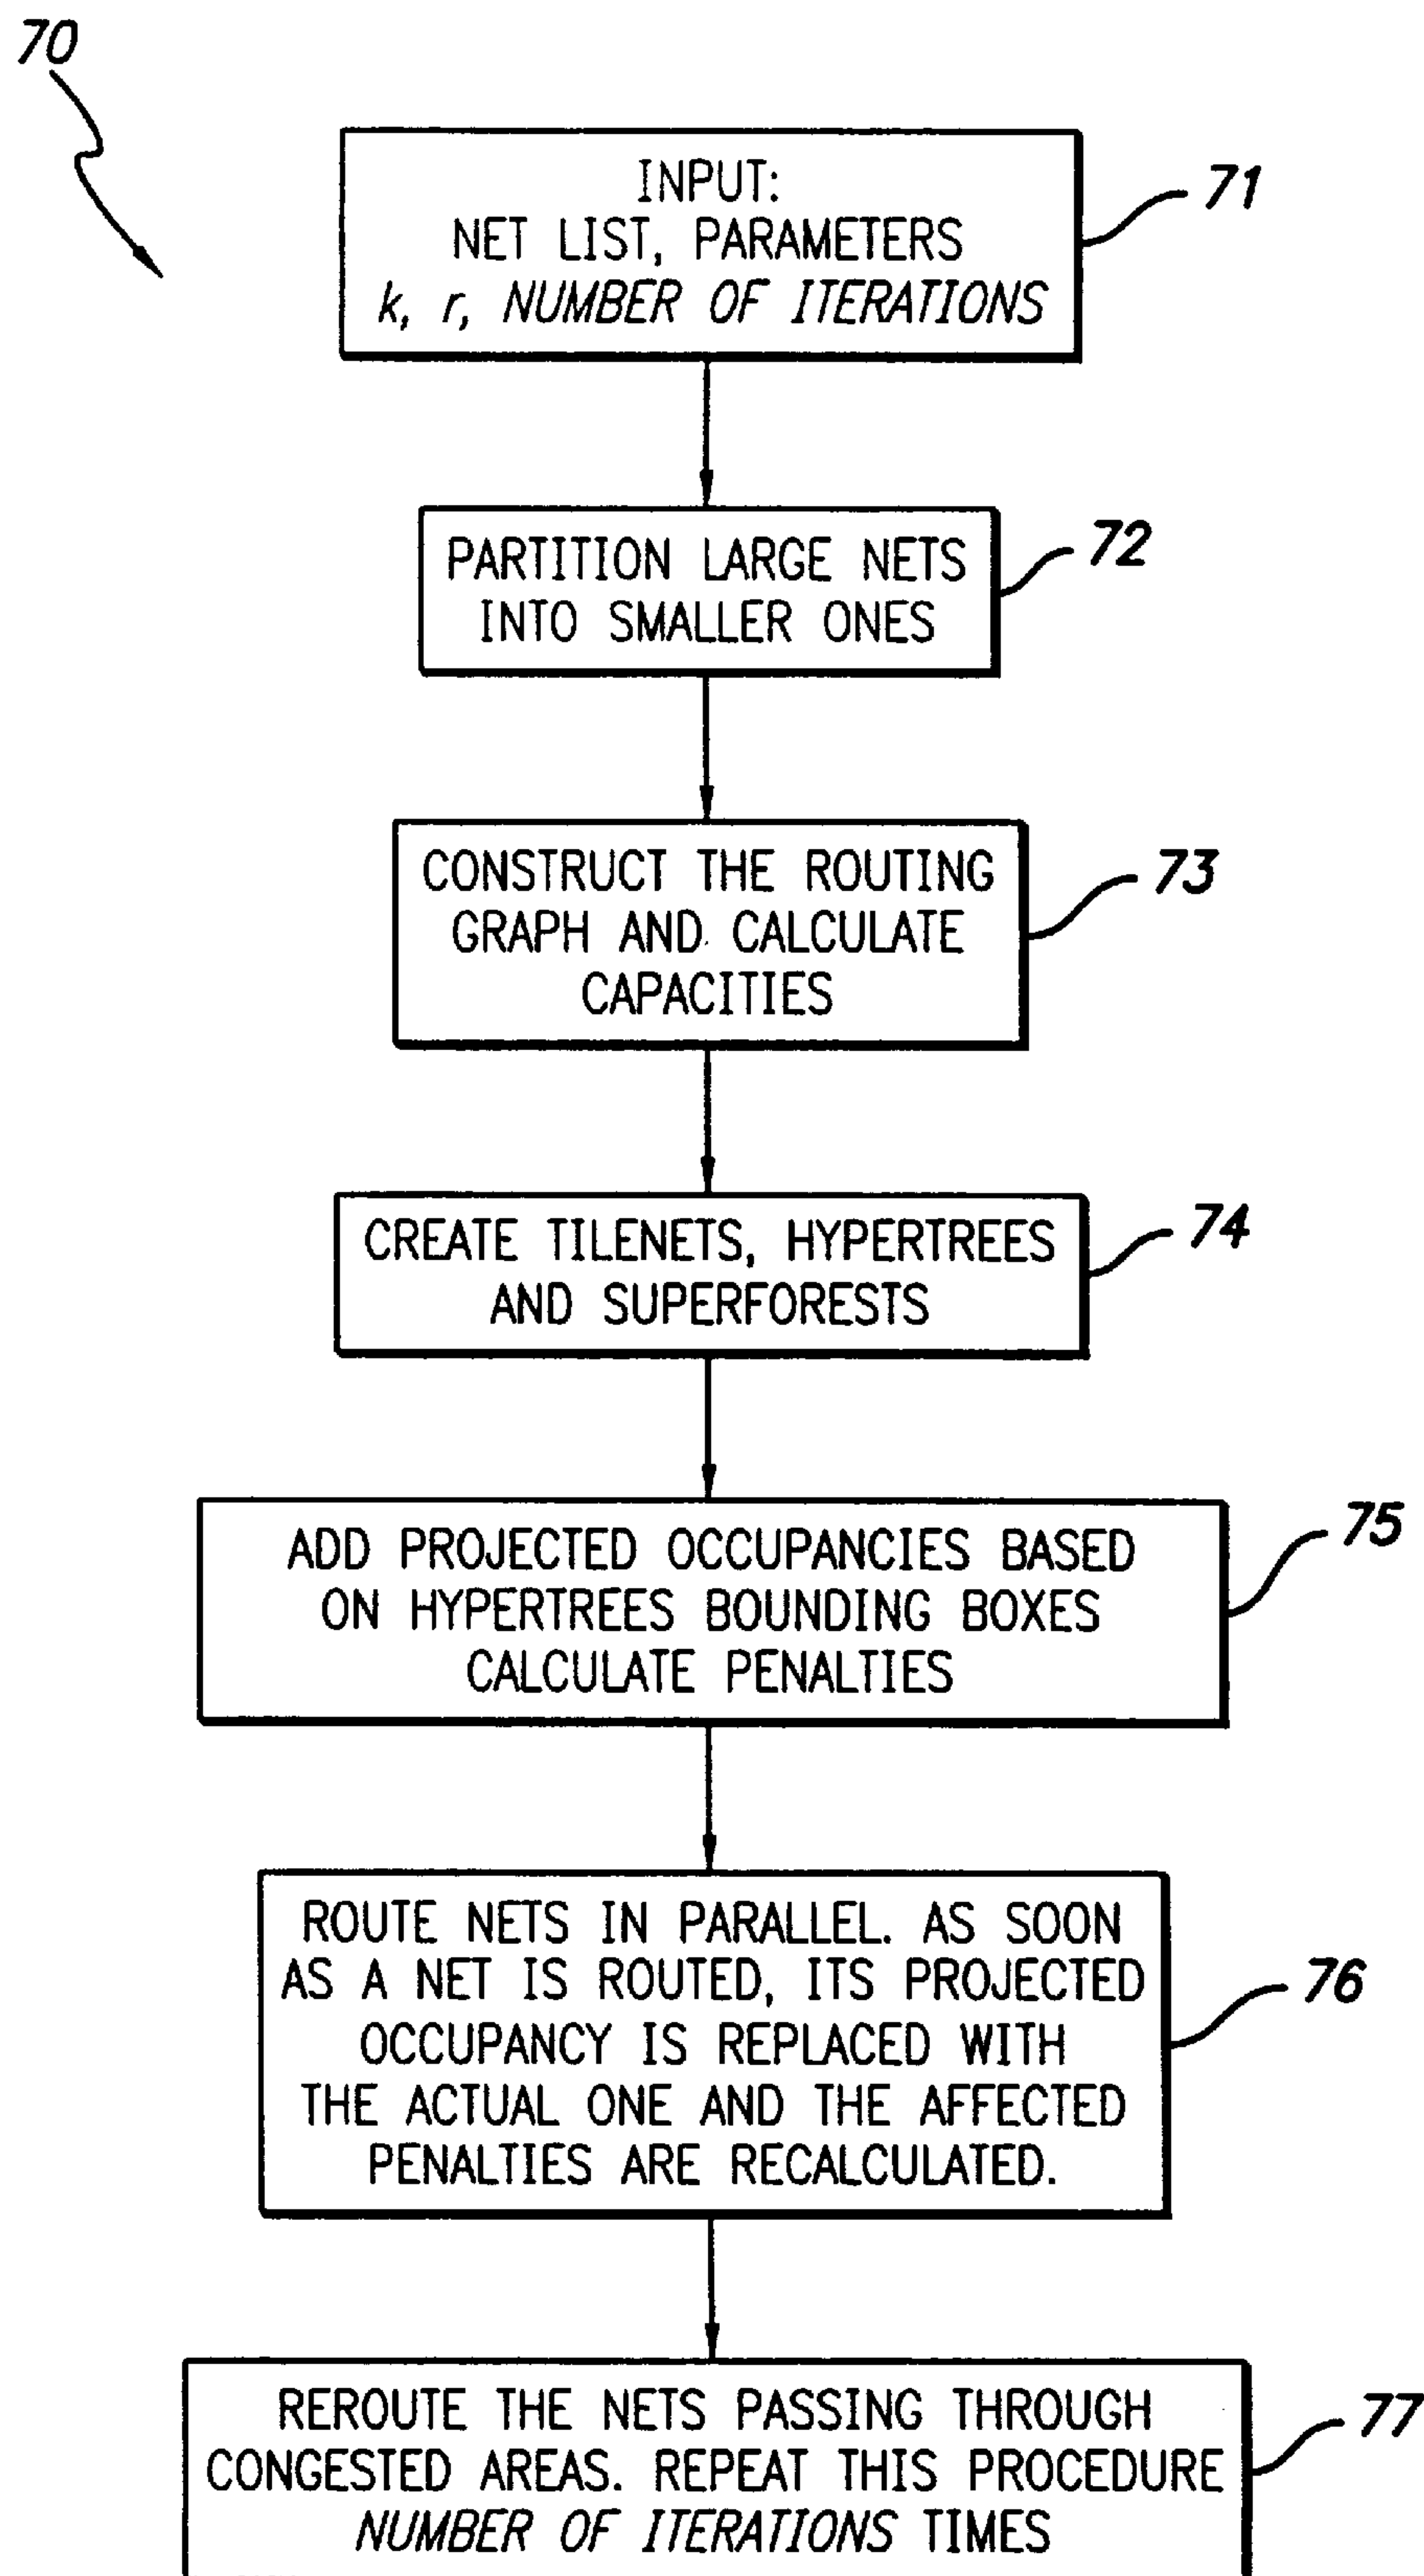 70
INPUT:
NET LIST, PARAMETERS
k, r, NUMBER OF ITERATIONS
71
PARTITION LARGE NETS
INTO SMALLER ONES
72
CONSTRUCT THE ROUTING
GRAPH AND CALCULATE
CAPACITIES
73
CREATE TILENETS, HYPERTREES
AND SUPERFORESTS
74
ADD PROJECTED OCCUPANCIES BASED
ON HYPERTREES BOUNDING BOXES
CALCULATE PENALTIES
75
ROUTE NETS IN PARALLEL. AS SOON
AS A NET IS ROUTED, ITS PROJECTED
OCCUPANCY IS REPLACED WITH
THE ACTUAL ONE AND THE AFFECTED
PENALTIES ARE RECALCULATED.
76
REROUTE THE NETS PASSING THROUGH
CONGESTED AREAS. REPEAT THIS PROCEDURE
NUMBER OF ITERATIONS TIMES
77